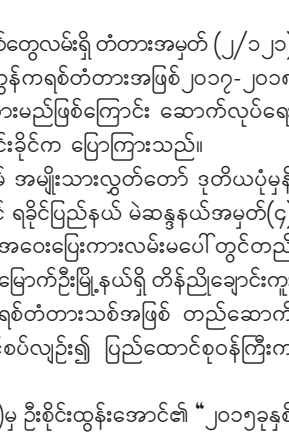 တွေလမ်းရှိ တံတားအမှတ် (၂/၁၂၁)
ကွန်ကရစ်တံတားအဖြစ် ၂၀၁၇-၂၀၁၈
မည်ဖြစ်ကြောင်း ဆောက်လုပ်ရေး
ခိုင်က ပြောကြားသည်။
အမျိုးသားလွှတ်တော် ဒုတိယပုံမှန်
ရခိုင်ပြည်နယ် မဲဆန္ဒနယ်အမှတ်(၄)
အဝေးပြေးကားလမ်းမပေါ်တွင်တည်
မြောက်ဦးမြို့နယ်ရှိ တိန်ညိုချောင်းကူး
ရစ်တံတားသစ်အဖြစ် တည်ဆောက်
စပ်လျဉ်း၍ ပြည်ထောင်စုဝန်ကြီးက
မှ ဦးစိုင်းထွန်းအောင်၏ “၂၀၁၅ခုနှစ်